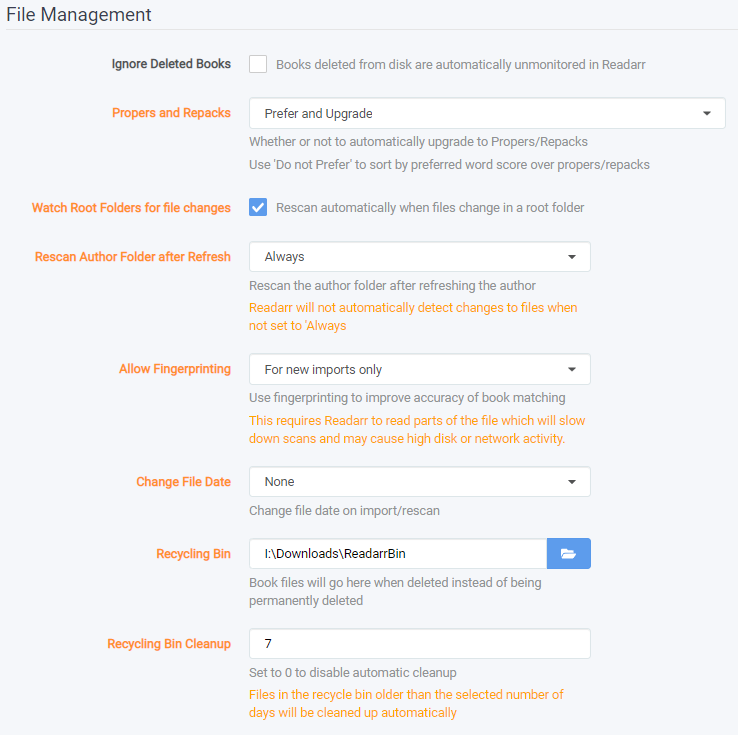 File Management
Ignore Deleted Books
Books deleted from disk are automatically unmonitored in Readarr
Propers and Repacks
Prefer and Upgrade
Whether or not to automatically upgrade to Propers/Repacks
Use 'Do not Prefer' to sort by preferred word score over propers/repacks
Watch Root Folders for file changes
Rescan automatically when files change in a root folder
Rescan Author Folder after Refresh
Always
Rescan the author folder after refreshing the author
Readarr will not automatically detect changes to files when
not set to 'Always
Allow Fingerprinting
For new imports only
Use fingerprinting to improve accuracy of book matching
This requires Readarr to read parts of the file which will slow
down scans and may cause high disk or network activity.
Change File Date
None
Change file date on import/rescan
Recycling Bin
I:\Downloads\ReadarrBin
Book files will go here when deleted instead of being
permanently deleted
Recycling Bin Cleanup
7
Set to 0 to disable automatic cleanup
Files in the recycle bin older than the selected number of
days will be cleaned up automatically